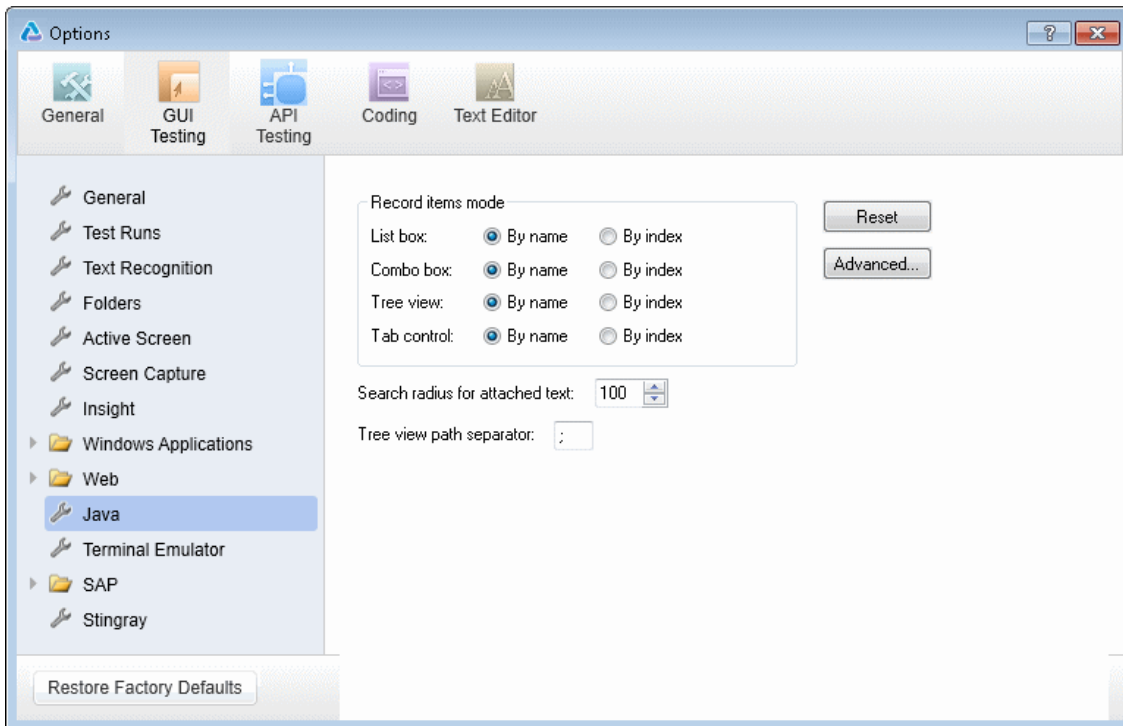 Options
General
GUI
Testing
API
Testing
Coding
Text Editor
General
Test Runs
Text Recognition
Folders
Active Screen
Screen Capture
Insight
Windows Applications
Web
Java
Terminal Emulator
SAP
Stingray
Record items mode
List box: By name By index
Combo box: By name By index
Tree view: By name By index
Tab control: By name By index
Search radius for attached text: 100
Tree view path separator: ;
Reset
Advanced...
Restore Factory Defaults